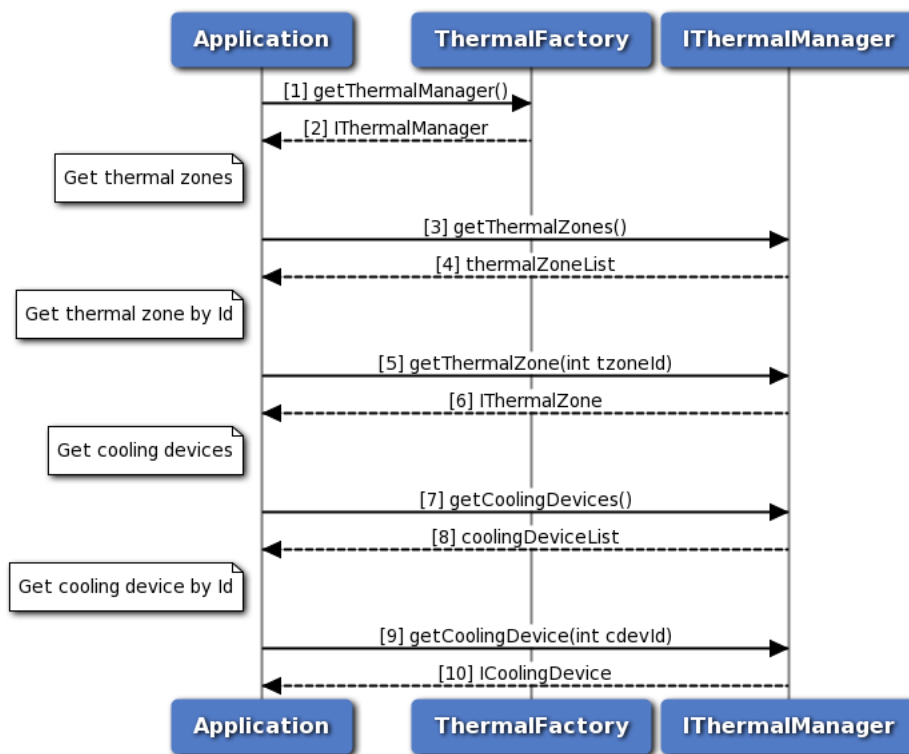 Application
ThermalFactory
IThermalManager
[1] getThermalManager()
[2] IThermalManager
Get thermal zones
[3] getThermalZones()
[4] thermalZoneList
Get thermal zone by Id
[5] getThermalZone(int tzoneId)
[6] IThermalZone
Get cooling devices
[7] getCoolingDevices()
[8] coolingDeviceList
Get cooling device by Id
[9] getCoolingDevice(int cdevId)
[10] ICoolingDevice
Application
ThermalFactory
IThermalManager